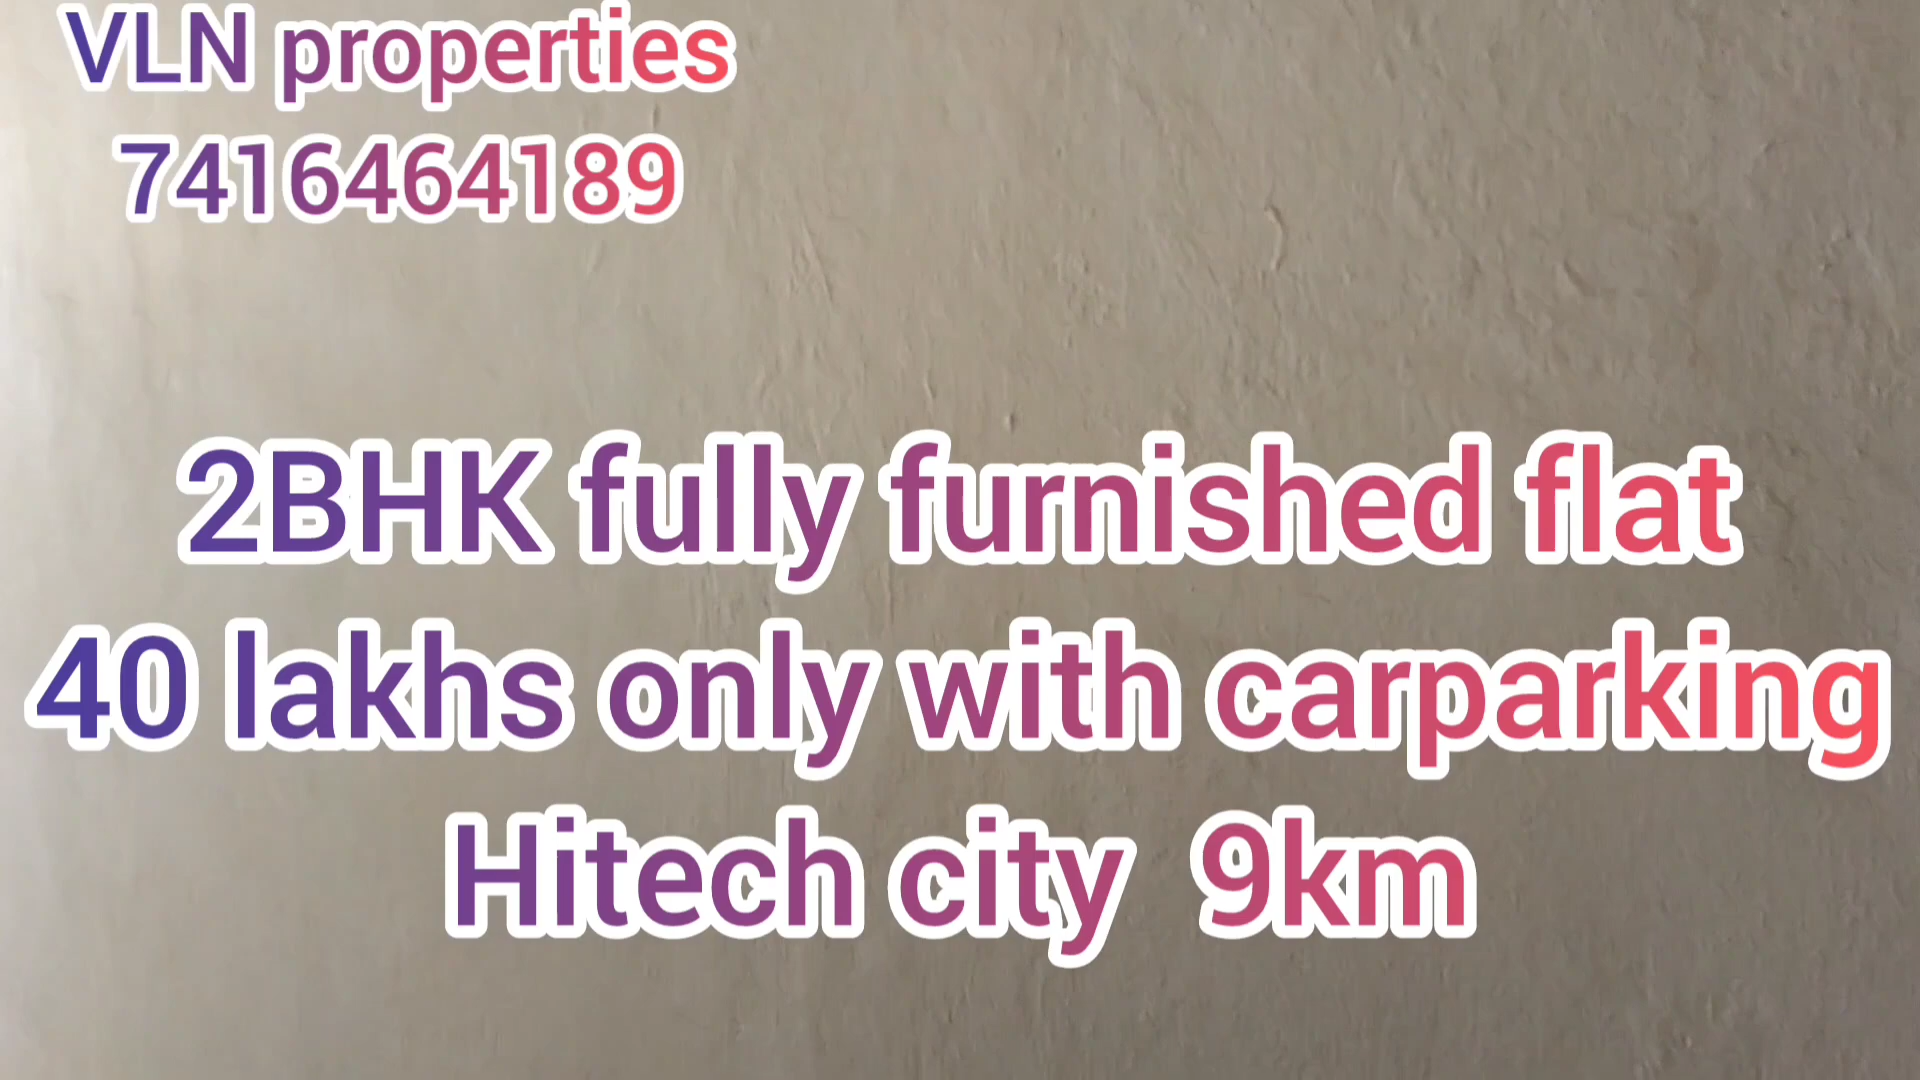 VLN properties
7416464189
2BHK fully furnished flat
40 lakhs only with carparking
Hitech city  9km